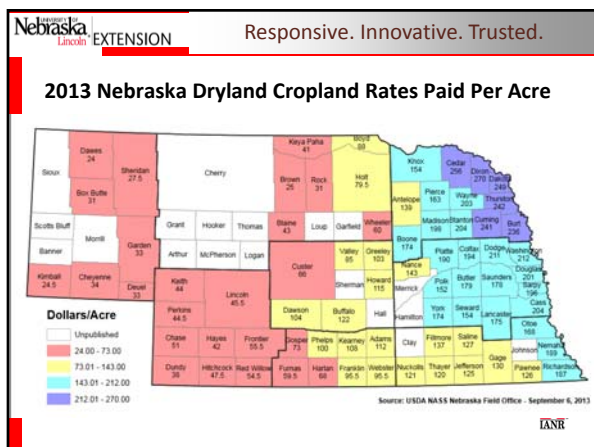 UNIVERSITY OF
Nebraska
Lincoln
EXTENSION
Responsive. Innovative. Trusted.
2013 Nebraska Dryland Cropland Rates Paid Per Acre
Sioux
Dawes
24
Sheridan
27.5
Box Butte
31
Scotts Bluff
Morrill
Garden
33
Banner
Kimball
24.5
Cheyenne
34
Deuel
33
Cherry
Grant
Hooker
Thomas
Arthur
McPherson
Logan
Keya Paha
41
Brown
25
Rock
31
Boyd
88
Holt
79.5
Blaine
43
Loup
Garfield
Wheeler
60
Keith
44
Lincoln
46.5
Perkins
44.5
Chase
51
Hayes
42
Frontier
55.5
Dundy
38
Hitchcock
47.5
Red Willow
54.5
Custer
66
Valley
85
Greeley
103
Sherman
Howard
115
Dawson
104
Buffalo
122
Hall
Gosper
73
Phelps
100
Kearney
108
Adams
112
Furnas
59.5
Harlan
68
Franklin
95.5
Webster
95.5
Knox
154
Cedar
256
Dixon
270
Dakota
249
Antelope
139
Pierce
163
Wayne
203
Thurston
242
Madison
198
Stanton
204
Cuming
241
Burt
236
Boone
174
Nance
143
Platte
190
Colfax
194
Dodge
211
Washington
212
Merrick
Polk
152
Butler
179
Saunders
178
Douglas
201
Sarpy
196
Hamilton
York
174
Seward
154
Lancaster
175
Cass
204
Otoe
168
Clay
Fillmore
137
Saline
127
Gage
130
Johnson
Nemaha
189
Nuckolls
121
Thayer
120
Jefferson
125
Pawnee
126
Richardson
187
Dollars/Acre
Unpublished
24.00 - 73.00
73.01 - 143.00
143.01 - 212.00
212.01 - 270.00
Source: USDA NASS Nebraska Field Office - September 6, 2013
IANR